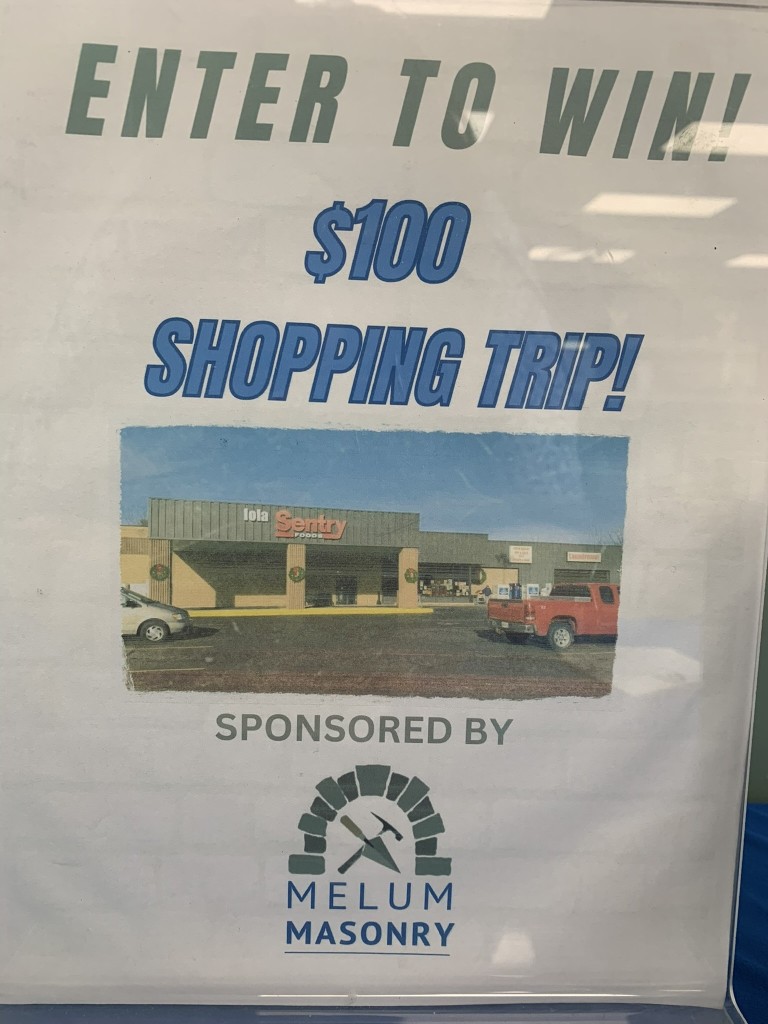 ENTER TO WIN!
$100
SHOPPING TRIP!
Iola Sentry
FOODS
SPONSORED BY
MELUM
MASONRY